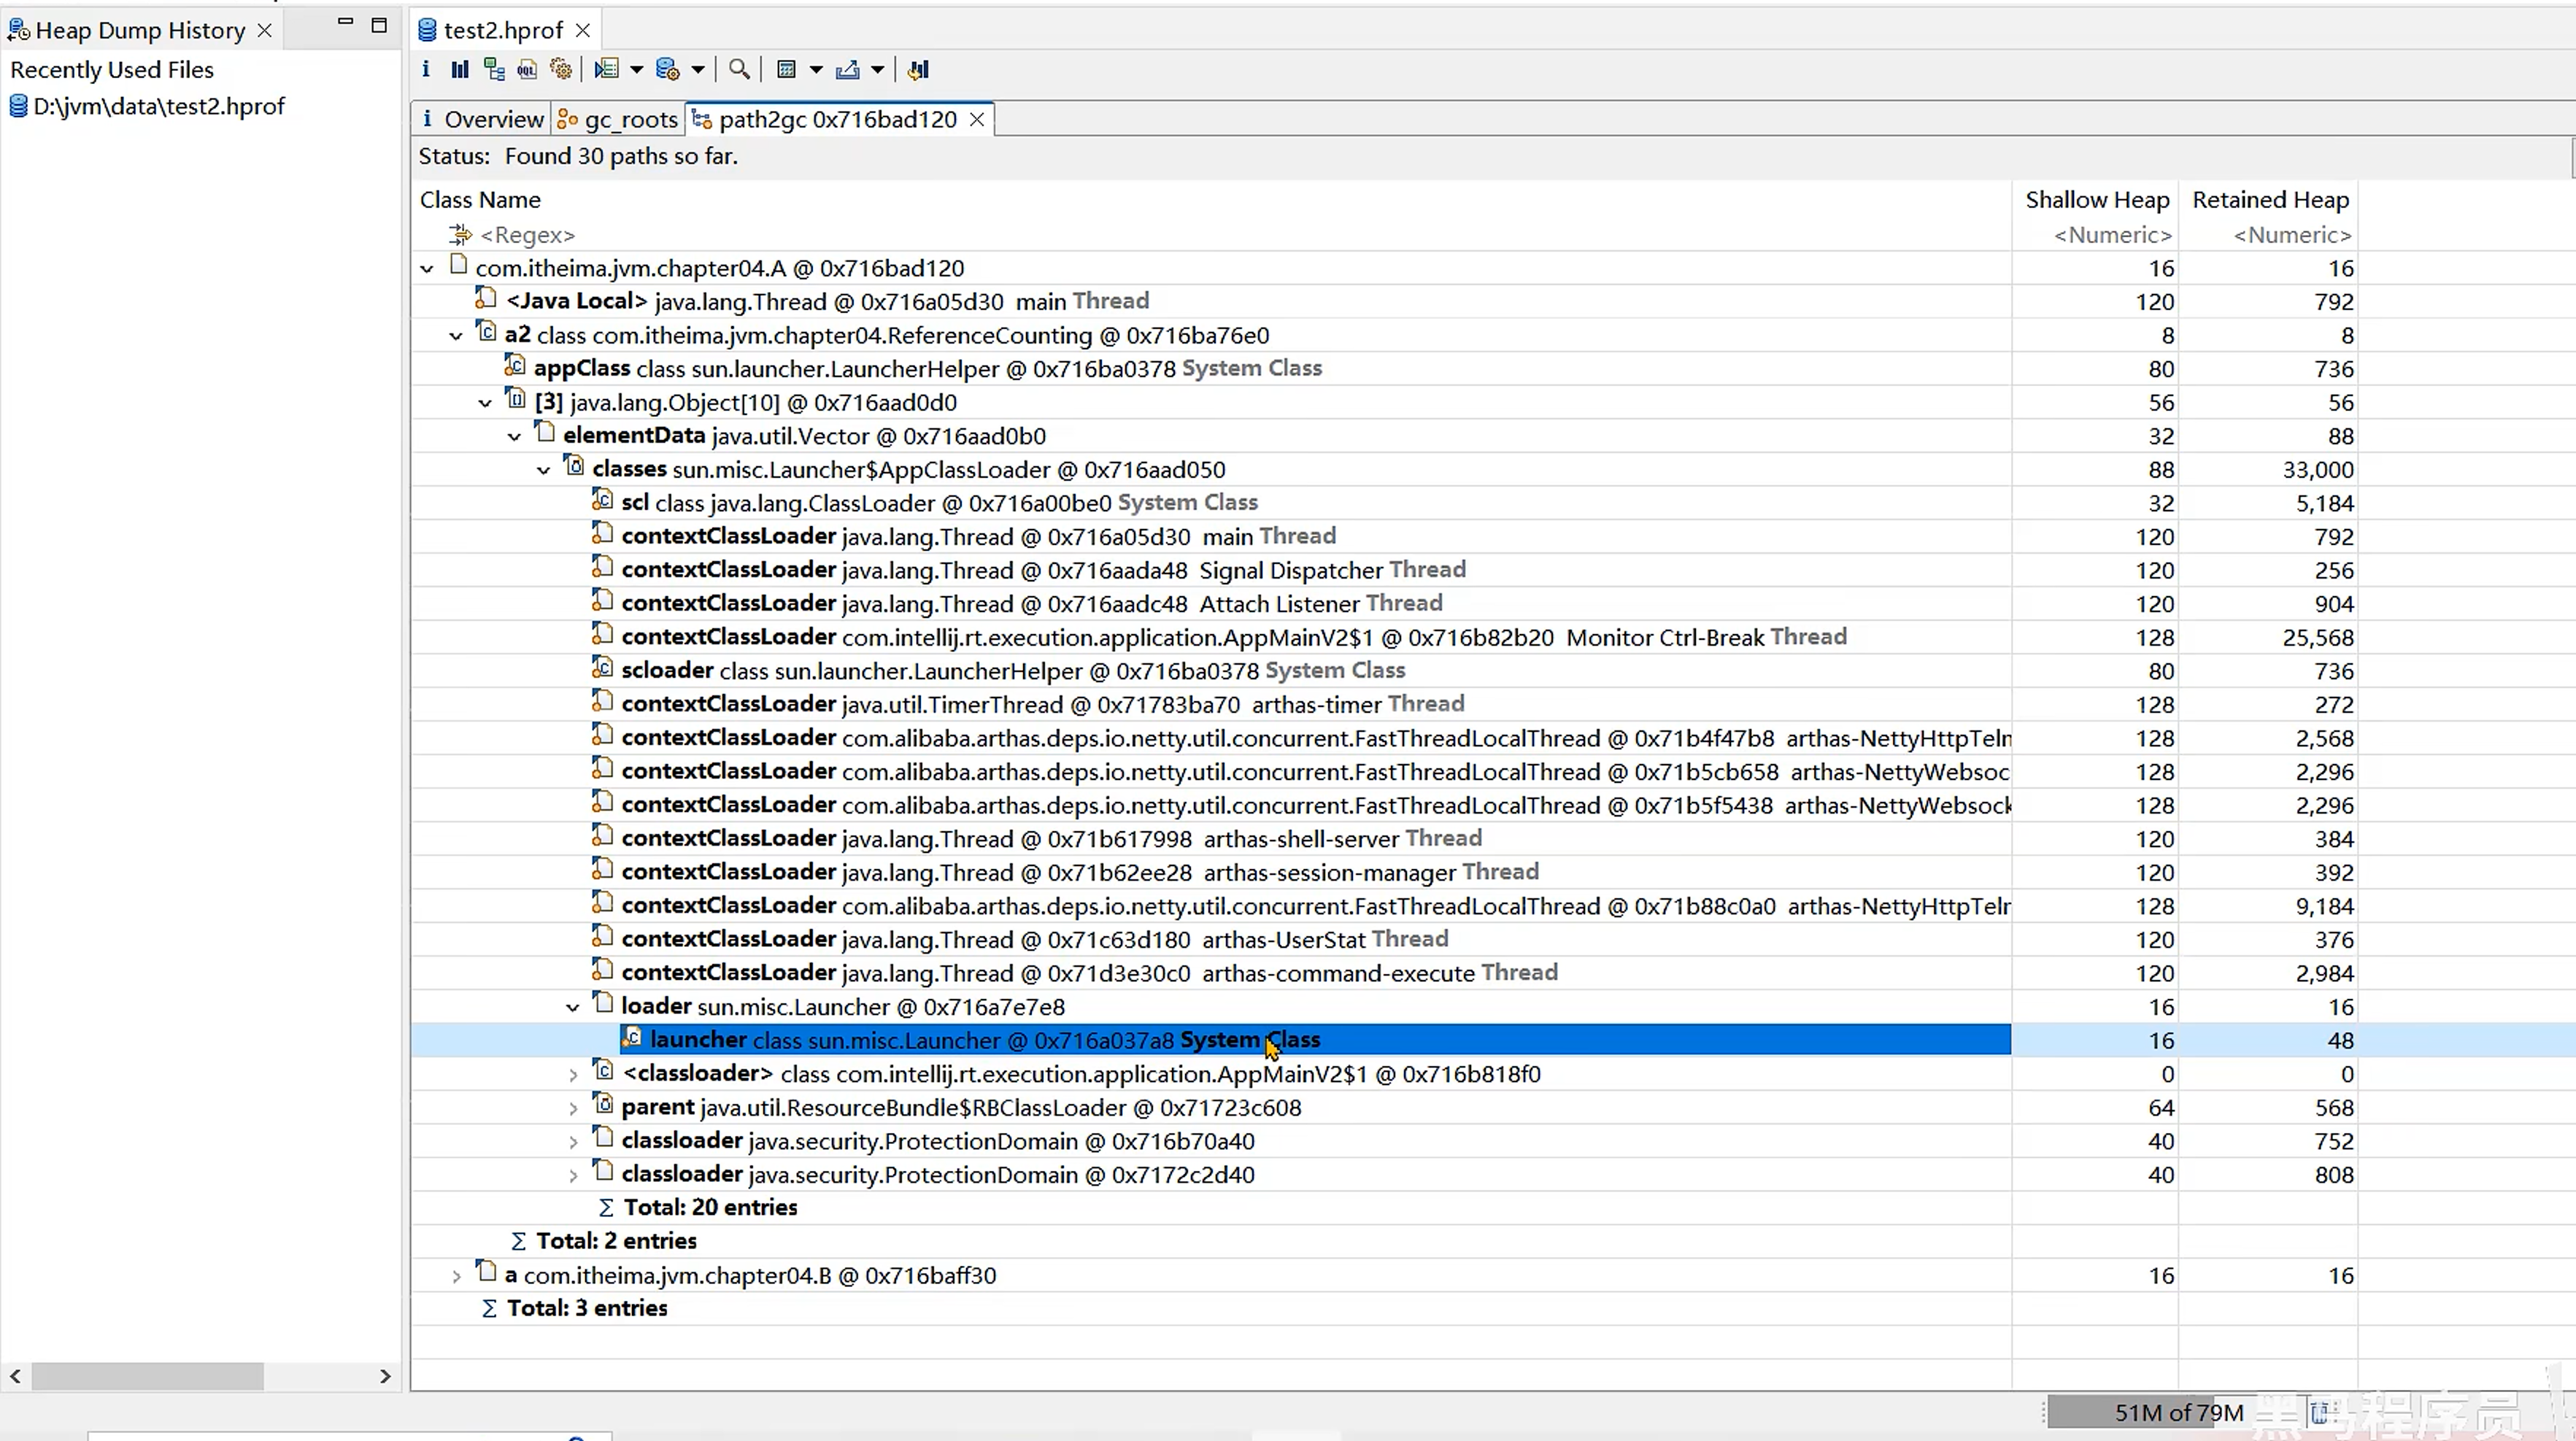 Heap Dump History
Recently Used Files
D:\jvm\data\test2.hprof
test2.hprof
Overview
gc_roots
path2gc 0x716bad120
Status: Found 30 paths so far.
Class Name Shallow Heap Retained Heap
<Regex> <Numeric> <Numeric>
com.itheima.jvm.chapter04.A @ 0x716bad120 16 16
<Java Local> java.lang.Thread @ 0x716a05d30 main Thread 120 792
a2 class com.itheima.jvm.chapter04.ReferenceCounting @ 0x716ba76e0 8 8
appClass class sun.launcher.LauncherHelper @ 0x716ba0378 System Class 80 736
[3] java.lang.Object[10] @ 0x716aad0d0 56 56
elementData java.util.Vector @ 0x716aad0b0 32 88
classes sun.misc.Launcher$AppClassLoader @ 0x716aad050 88 33,000
scl class java.lang.ClassLoader @ 0x716a00be0 System Class 32 5,184
contextClassLoader java.lang.Thread @ 0x716a05d30 main Thread 120 792
contextClassLoader java.lang.Thread @ 0x716aada48 Signal Dispatcher Thread 120 256
contextClassLoader java.lang.Thread @ 0x716aadc48 Attach Listener Thread 120 904
contextClassLoader com.intellij.rt.execution.application.AppMainV2$1 @ 0x716b82b20 Monitor Ctrl-Break Thread 128 25,568
scloader class sun.launcher.LauncherHelper @ 0x716ba0378 System Class 80 736
contextClassLoader java.util.TimerThread @ 0x71783ba70 arthas-timer Thread 128 272
contextClassLoader com.alibaba.arthas.deps.io.netty.util.concurrent.FastThreadLocalThread @ 0x71b4f47b8 arthas-NettyHttpTeln 128 2,568
contextClassLoader com.alibaba.arthas.deps.io.netty.util.concurrent.FastThreadLocalThread @ 0x71b5cb658 arthas-NettyWebsoc 128 2,296
contextClassLoader com.alibaba.arthas.deps.io.netty.util.concurrent.FastThreadLocalThread @ 0x71b5f5438 arthas-NettyWebsock 128 2,296
contextClassLoader java.lang.Thread @ 0x71b617998 arthas-shell-server Thread 120 384
contextClassLoader java.lang.Thread @ 0x71b62ee28 arthas-session-manager Thread 120 392
contextClassLoader com.alibaba.arthas.deps.io.netty.util.concurrent.FastThreadLocalThread @ 0x71b88c0a0 arthas-NettyHttpTelr 128 9,184
contextClassLoader java.lang.Thread @ 0x71c63d180 arthas-UserStat Thread 120 376
contextClassLoader java.lang.Thread @ 0x71d3e30c0 arthas-command-execute Thread 120 2,984
loader sun.misc.Launcher @ 0x716a7e7e8 16 16
launcher class sun.misc.Launcher @ 0x716a037a8 System Class 16 48
<classloader> class com.intellij.rt.execution.application.AppMainV2$1 @ 0x716b818f0 0 0
parent java.util.ResourceBundle$RBClassLoader @ 0x71723c608 64 568
classloader java.security.ProtectionDomain @ 0x716b70a40 40 752
classloader java.security.ProtectionDomain @ 0x7172c2d40 40 808
Σ Total: 20 entries
Σ Total: 2 entries
a com.itheima.jvm.chapter04.B @ 0x716baff30 16 16
Σ Total: 3 entries
51M of 79M
黑马程序员